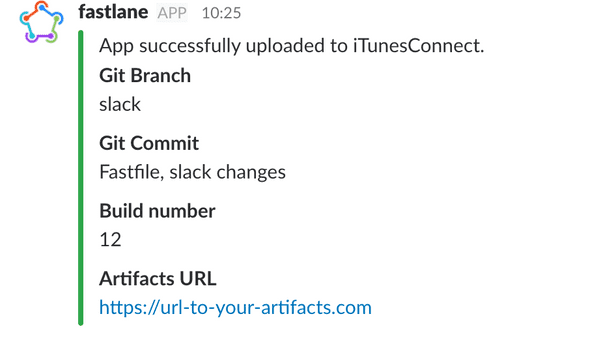 fastlane APP 10:25
App successfully uploaded to iTunesConnect.
Git Branch
slack
Git Commit
Fastfile, slack changes
Build number
12
Artifacts URL
https://url-to-your-artifacts.com